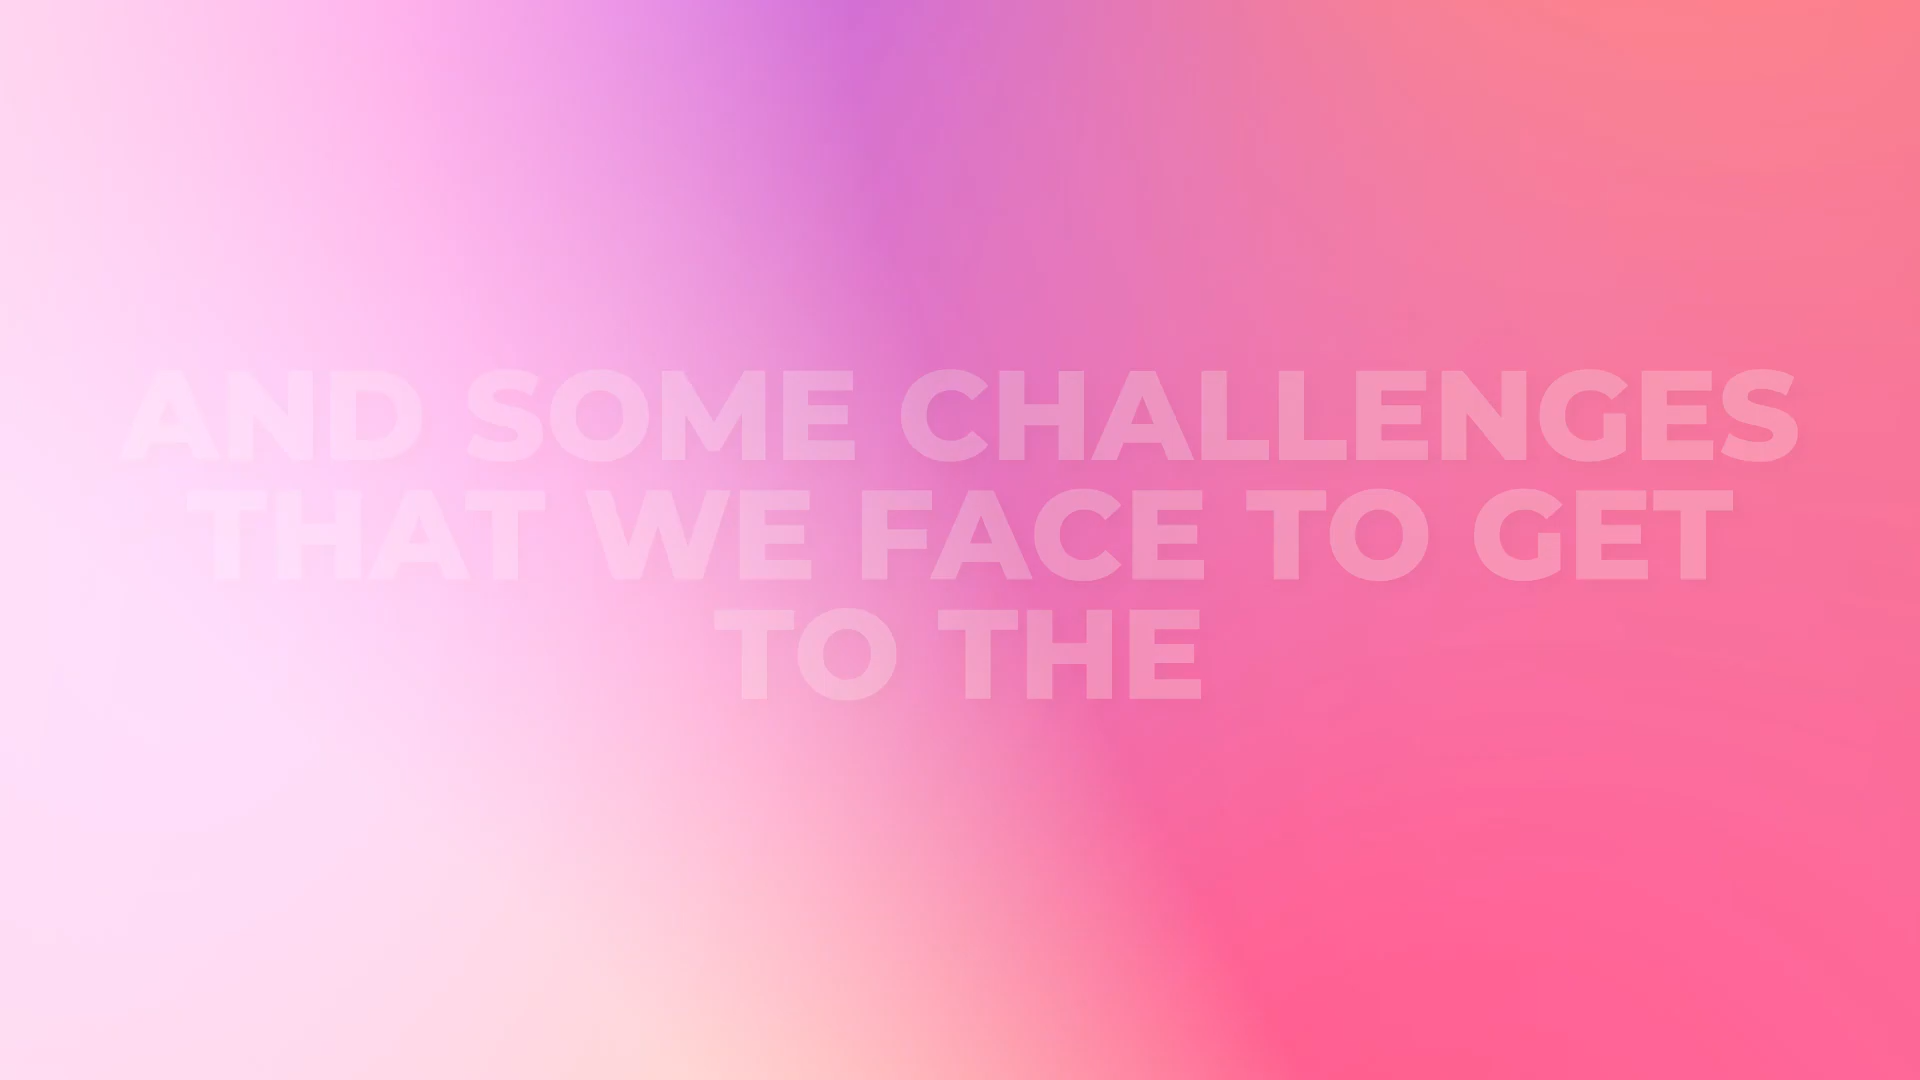 AND SOME CHALLENGES
THAT WE FACE TO GET
TO THE